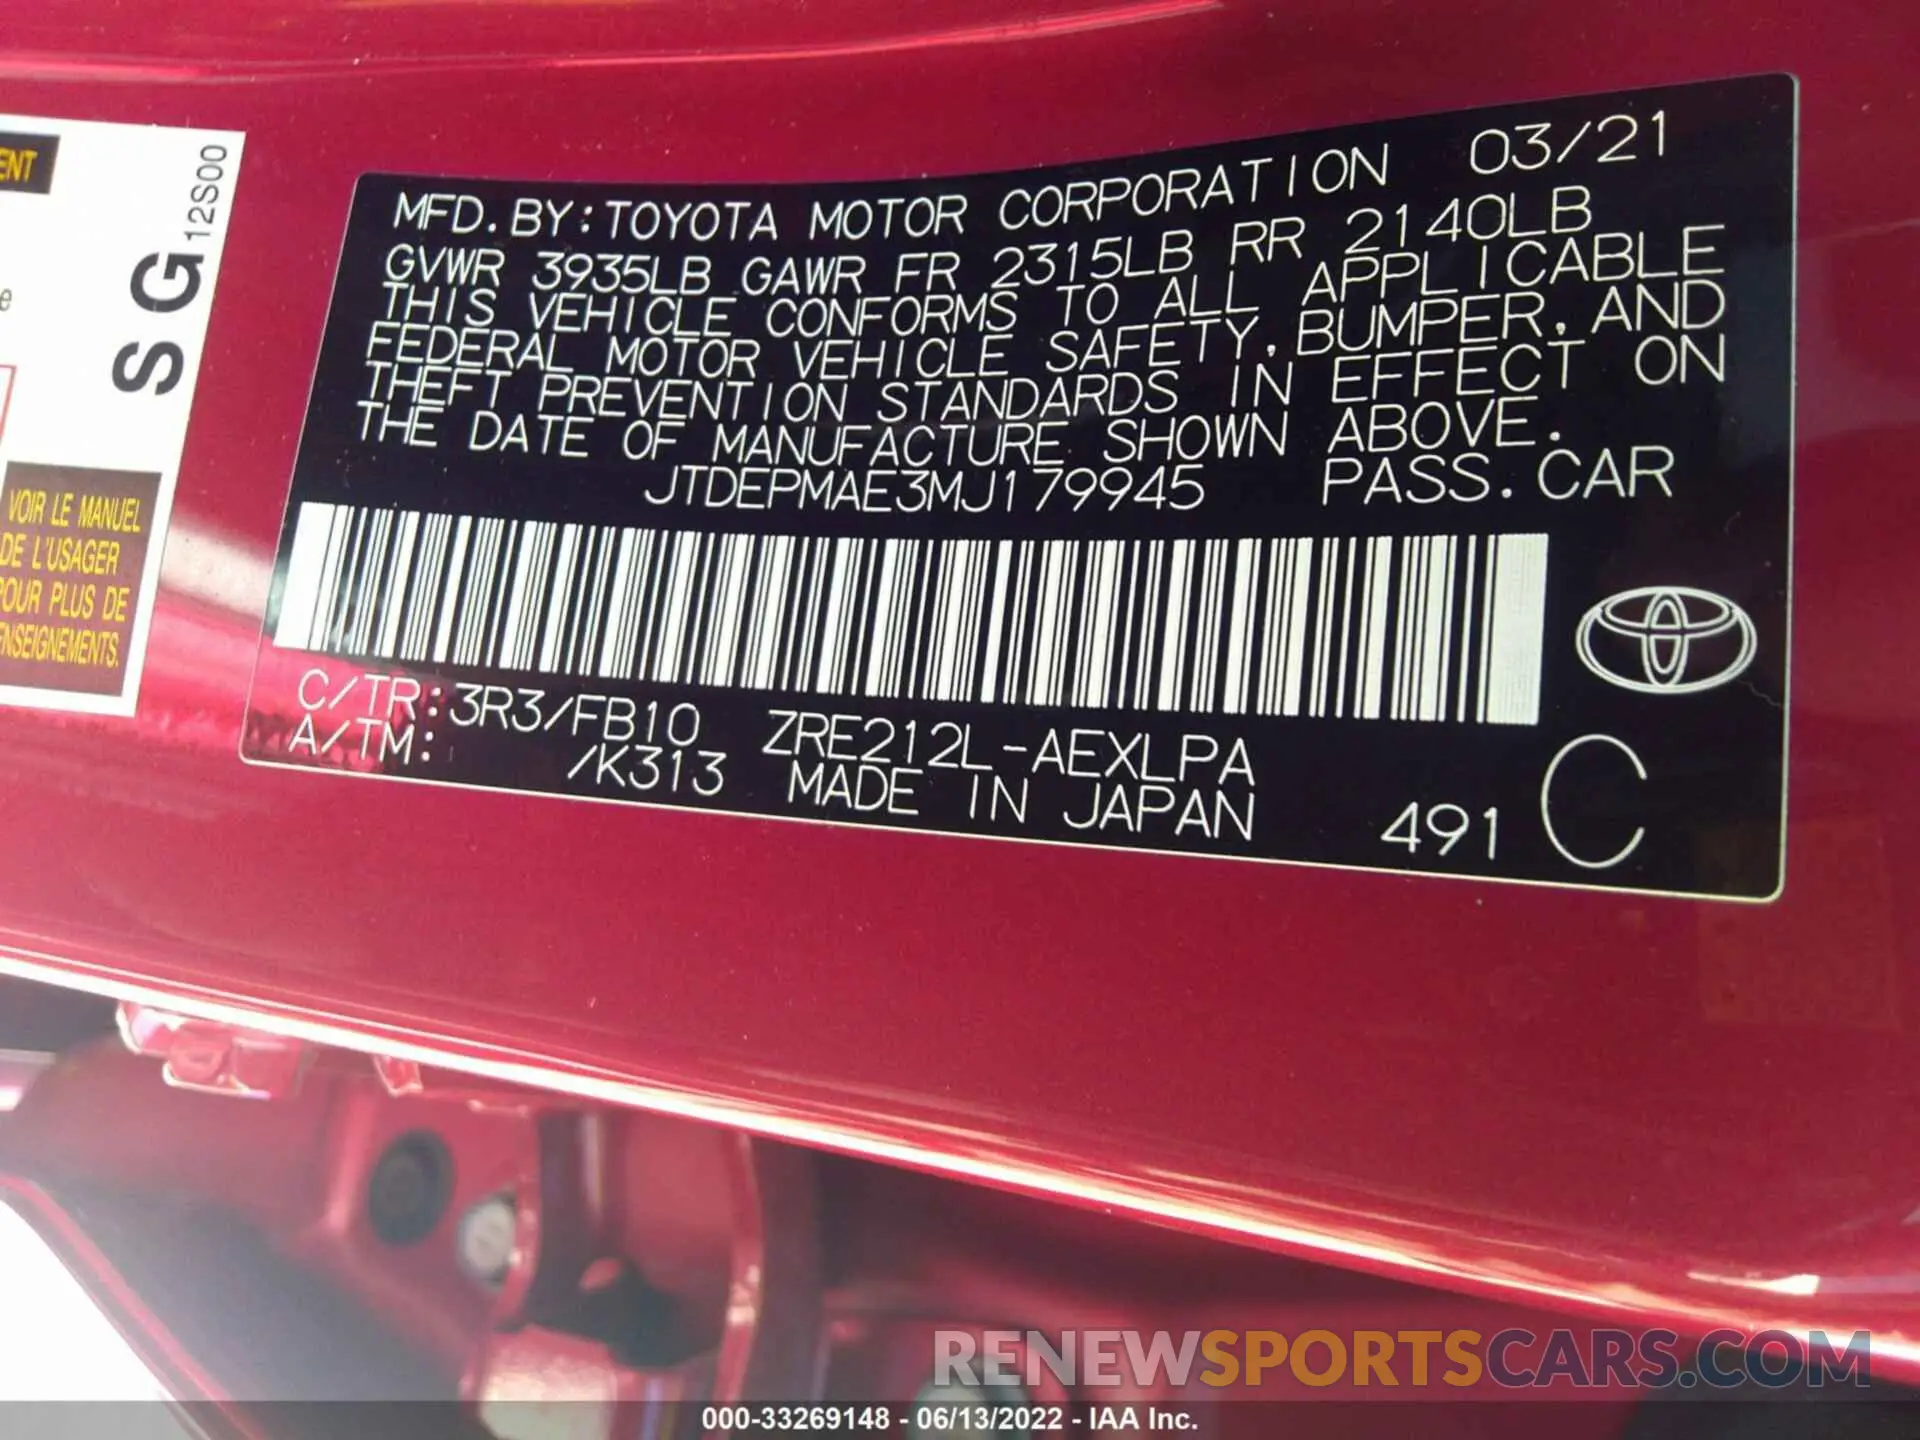 ENT
SG12S00
e
VOIR LE MANUEL
DE L'USAGER
POUR PLUS DE
ENSEIGNEMENTS.
MFD. BY: TOYOTA MOTOR CORPORATION 03/21
GVWR 3935LB GAWR FR 2315LB RR 2140LB
THIS VEHICLE CONFORMS TO ALL APPLICABLE
FEDERAL MOTOR VEHICLE SAFETY, BUMPER, AND
THEFT PREVENTION STANDARDS IN EFFECT ON
THE DATE OF MANUFACTURE SHOWN ABOVE.
JTDEPMAE3MJ179945 PASS. CAR
C/TR: 3R3/FB10 ZRE212L-AEXLPA
A/TM: /K313 MADE IN JAPAN 491 C
RENEWSPORTSCARS.COM
000-33269148 - 06/13/2022 - IAA Inc.